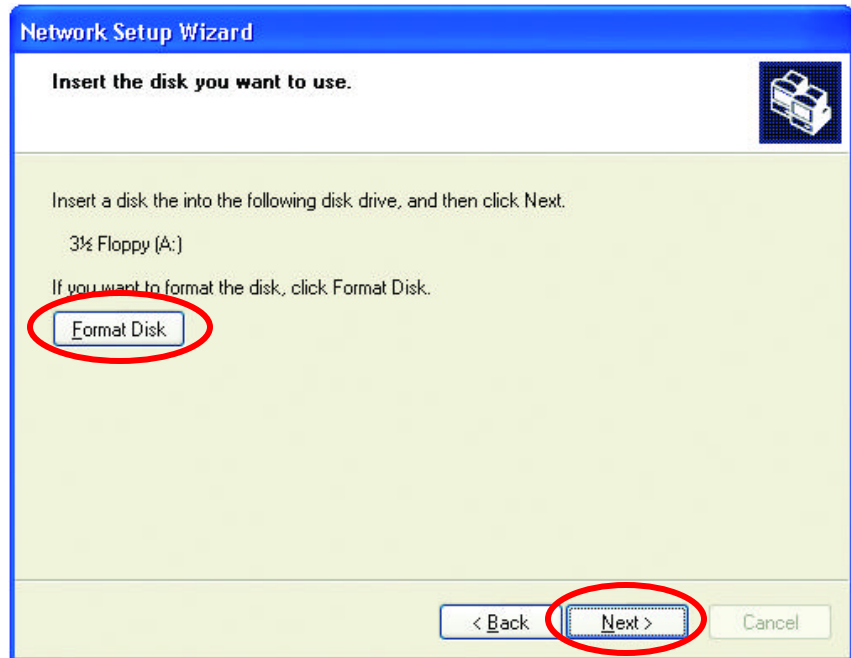 Network Setup Wizard
Insert the disk you want to use.
Insert a disk the into the following disk drive, and then click Next.
3½ Floppy (A:)
If you want to format the disk, click Format Disk.
Format Disk
< Back
Next >
Cancel